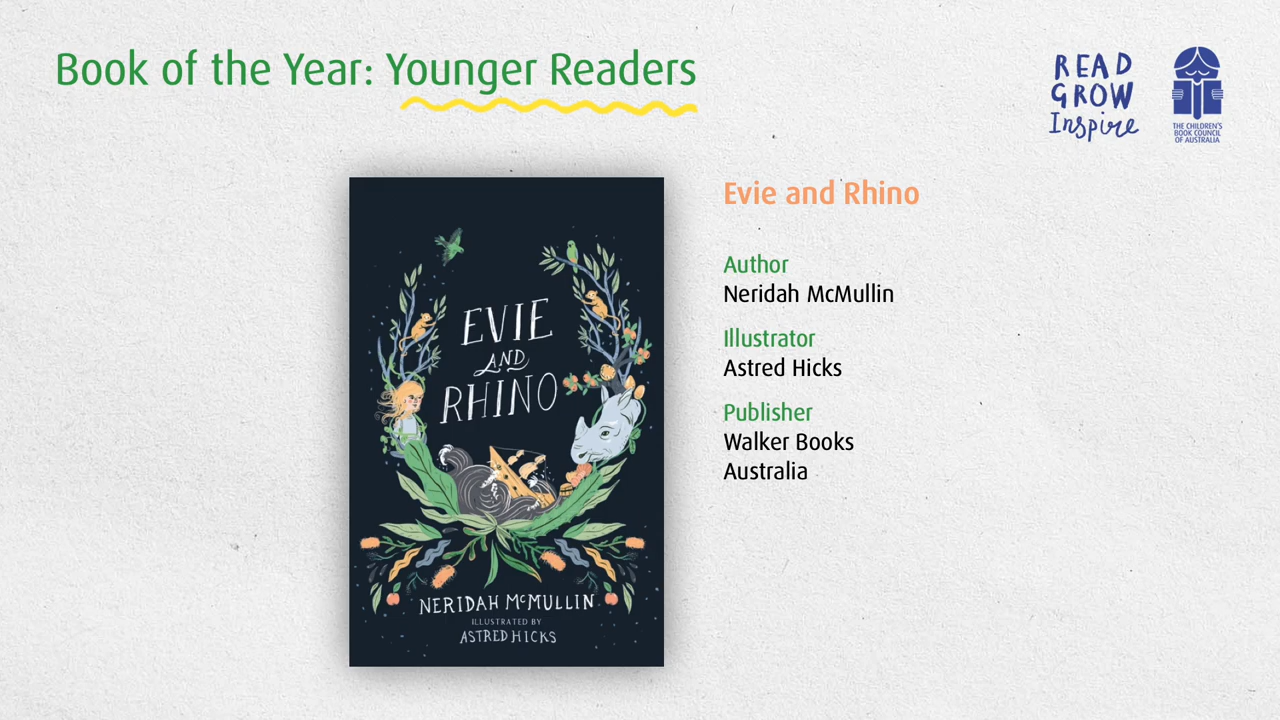 Book of the Year: Younger Readers
READ
GROW
Inspire
THE CHILDREN'S
BOOK COUNCIL
OF AUSTRALIA
EVIE
AND
RHINO
NERIDAH McMULLIN
ILLUSTRATED BY
ASTRED HICKS
Evie and Rhino
Author
Neridah McMullin
Illustrator
Astred Hicks
Publisher
Walker Books
Australia